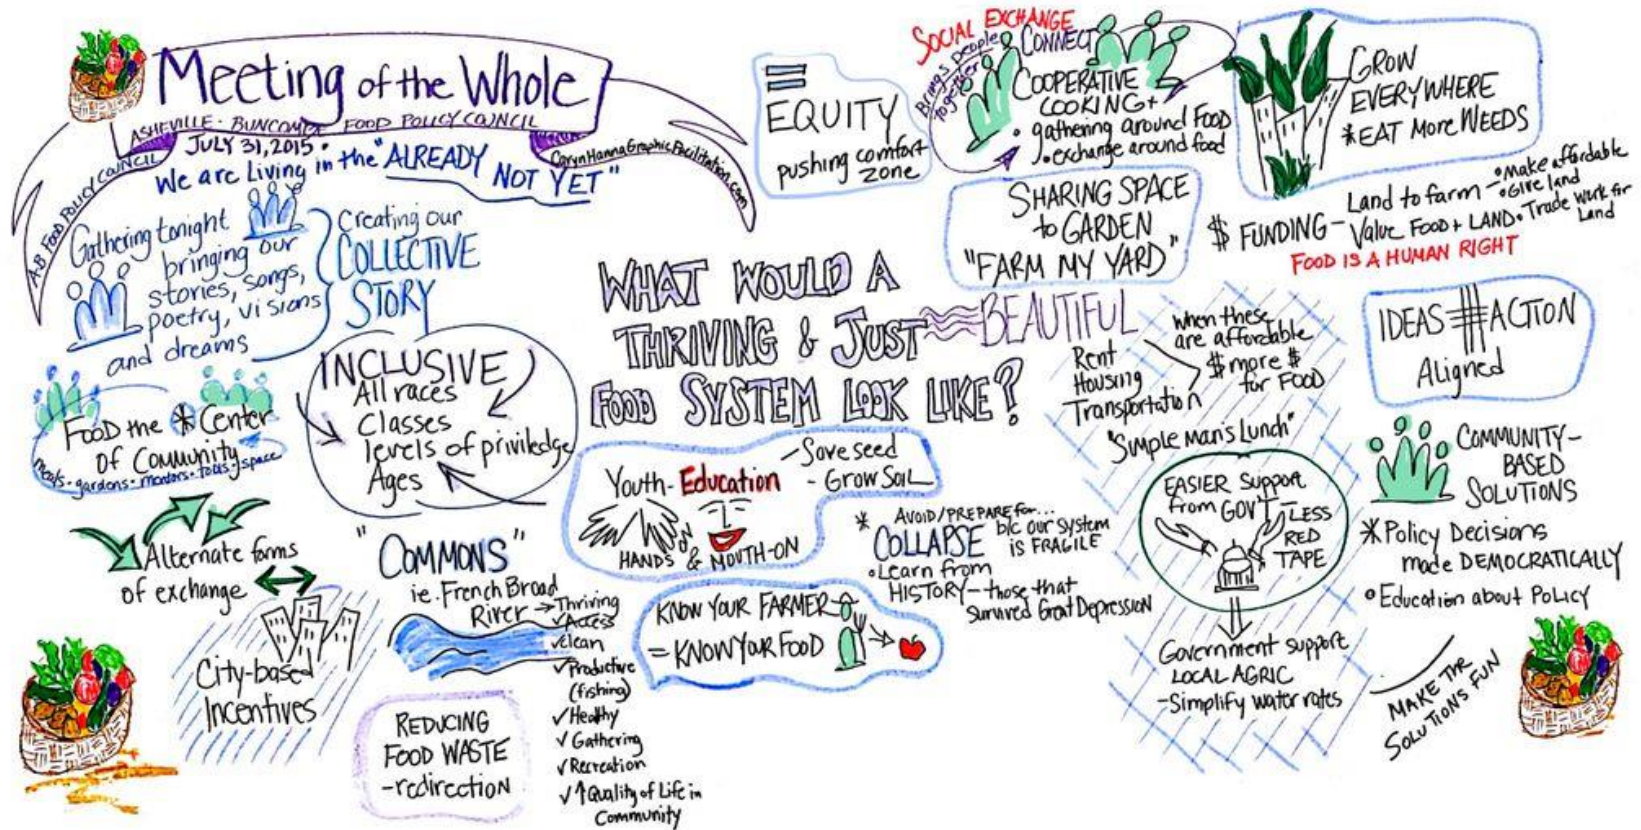 Meeting of the Whole
ASHEVILLE - BUNCOMBE FOOD POLICY COUNCIL
A-B FOOD POLICY COUNCIL
JULY 31, 2015 •
CarynHannaGraphicFacilitation.com
We are Living in the "ALREADY
NOT YET"
Gathering tonight
bringing our
stories, songs,
poetry, visions
and dreams
Creating our
COLLECTIVE
STORY
FOOD the * Center
of Community
meals • gardens • mentors • tools • space
INCLUSIVE
All races
Classes
levels of priviledge
Ages
Alternate forms
of exchange
City-based
Incentives
"COMMONS"
ie. French Broad
River → Thriving
✓ Access
✓ clean
✓ Productive
(fishing)
✓ Healthy
✓ Gathering
✓ Recreation
✓ ↑ Quality of Life in
Community
REDUCING
FOOD WASTE
- redirection
WHAT WOULD A
THRIVING & JUST BEAUTIFUL
FOOD SYSTEM LOOK LIKE?
Youth - Education
- Save seed
- Grow SOIL
HANDS ON
& MOUTH-ON
KNOW YOUR FARMER
= KNOW YOUR FOOD
* AVOID/PREPARE for...
COLLAPSE b/c our system
is FRAGILE
• Learn from
HISTORY - those that
survived Great Depression
= EQUITY
pushing comfort
zone
SOCIAL EXCHANGE
Brings people
together
CONNECT
COOPERATIVE
COOKING +
• gathering around FOOD
• exchange around food
SHARING SPACE
to GARDEN
"FARM MY YARD"
GROW
EVERYWHERE
* EAT More WEEDS
$ FUNDING -
Land to farm - • Make affordable
• Give land
Value FOOD + LAND • Trade work for
Land
FOOD IS A HUMAN RIGHT
Rent
Housing
Transportation
when these
are affordable
$ more $
for FOOD
"Simple Man's Lunch"
EASIER Support
from GOV'T - LESS
RED
TAPE
Government support
LOCAL AGRIC
- Simplify water rates
IDEAS ACTION
Aligned
COMMUNITY-
BASED
SOLUTIONS
* Policy Decisions
made DEMOCRATICALLY
• Education about POLICY
MAKE THE
SOLUTIONS FUN